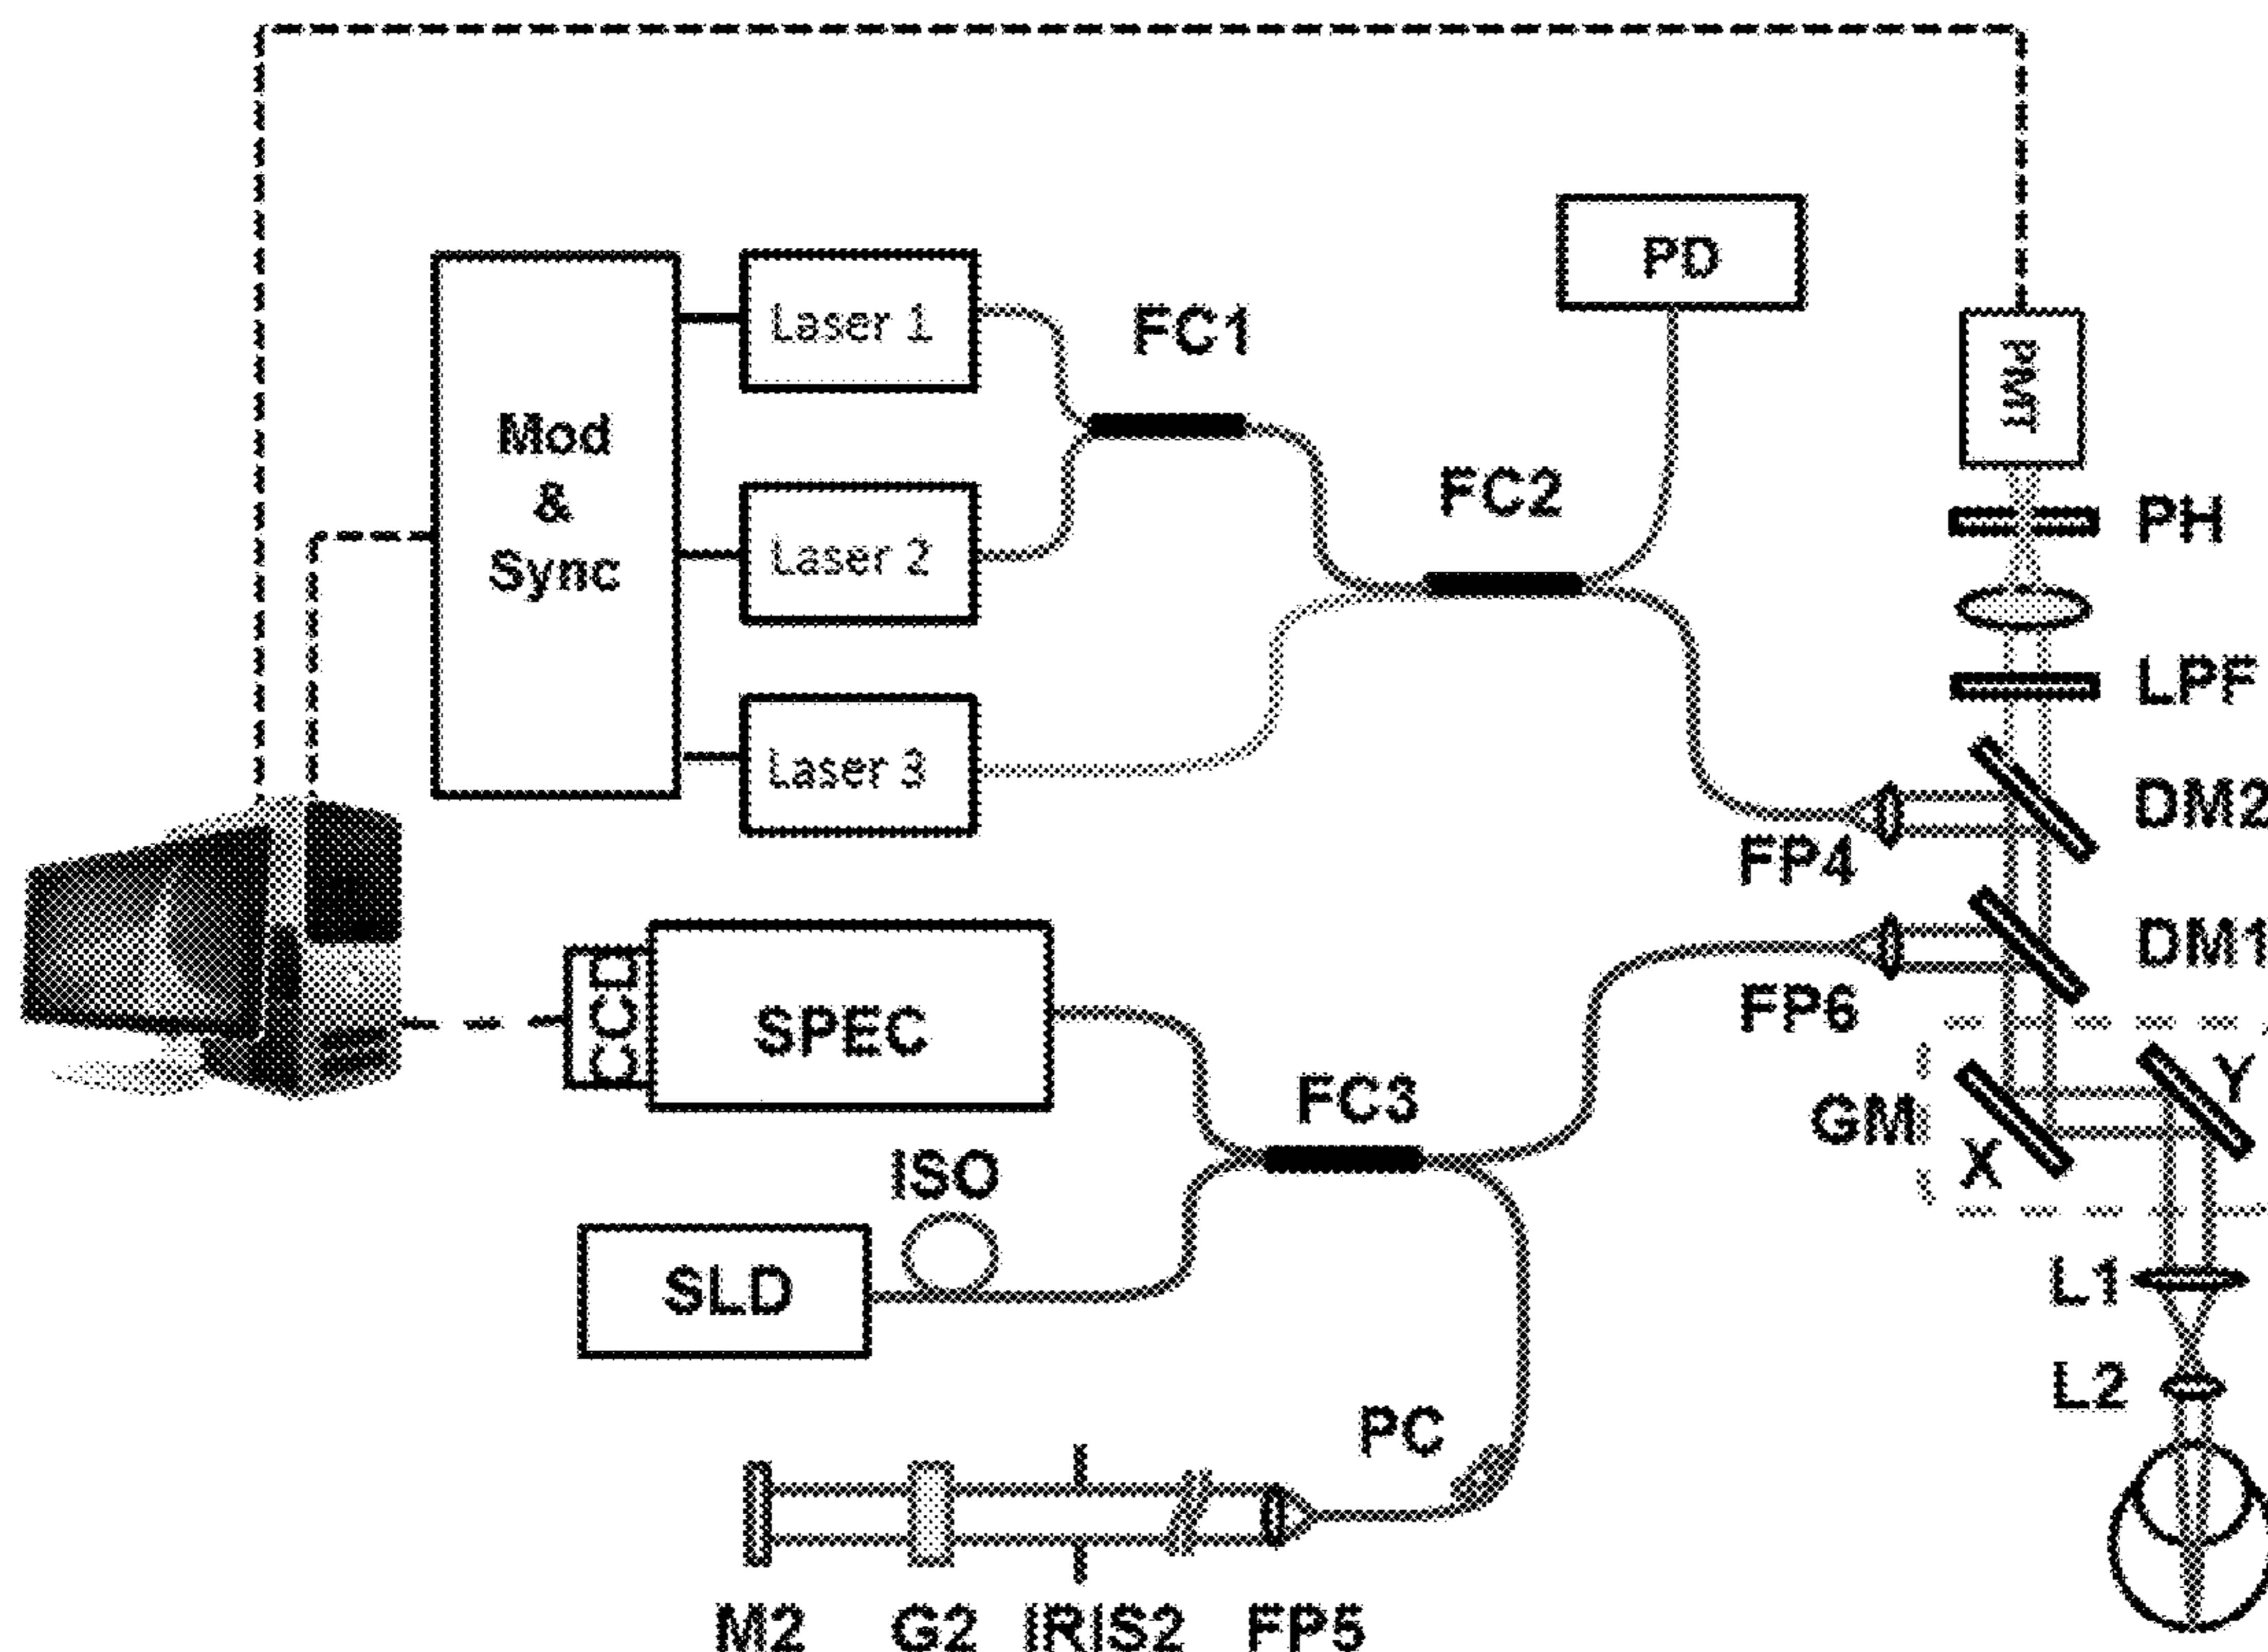 PD
Laser 1
FC1
PMT
Mod
&
Sync
FC2
PH
Laser 2
LPF
Laser 3
DM2
FP4
DM1
CCD
SPEC
FP6
FC3
GM
X
Y
ISO
SLD
L1
L2
PC
M2
G2
IRIS2
FP5